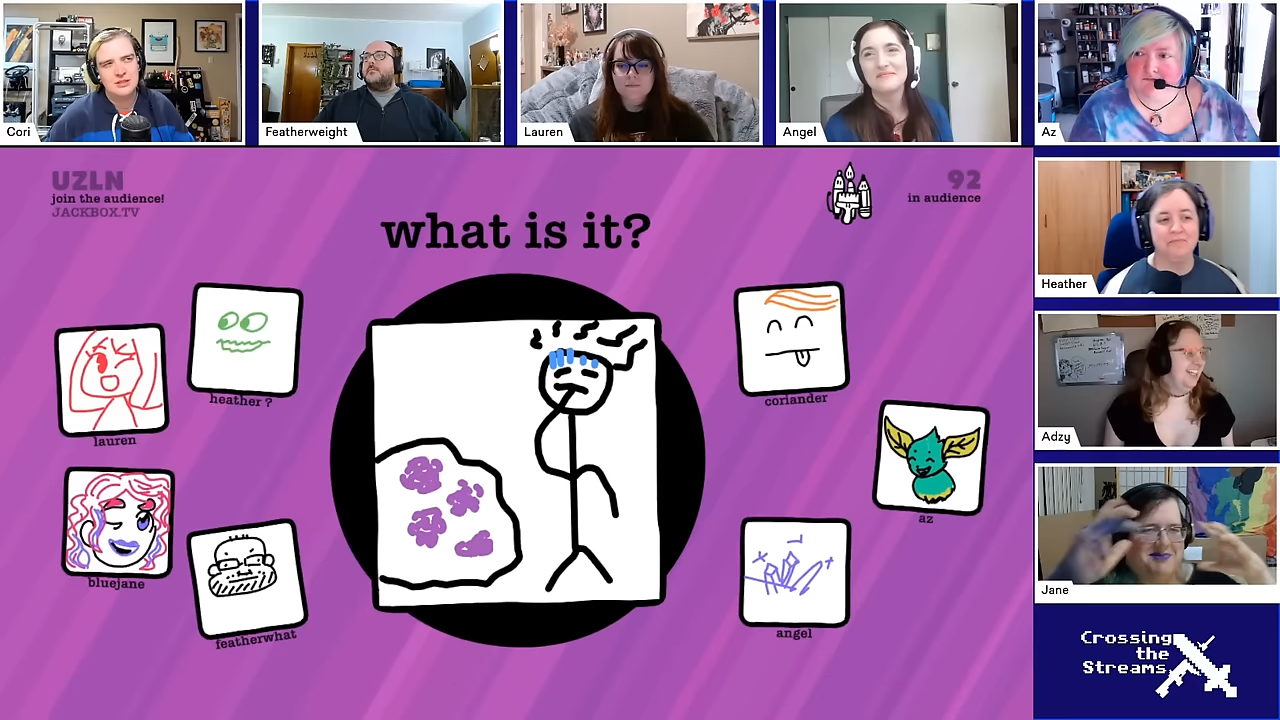 Cori
Featherweight
Lauren
Angel
Az
UZLN
join the audience!
JACKBOX.TV
92
in audience
what is it?
Heather
heather ?
coriander
lauren
Adzy
az
bluejane
featherwhat
angel
Jane
Crossing
the
Streams